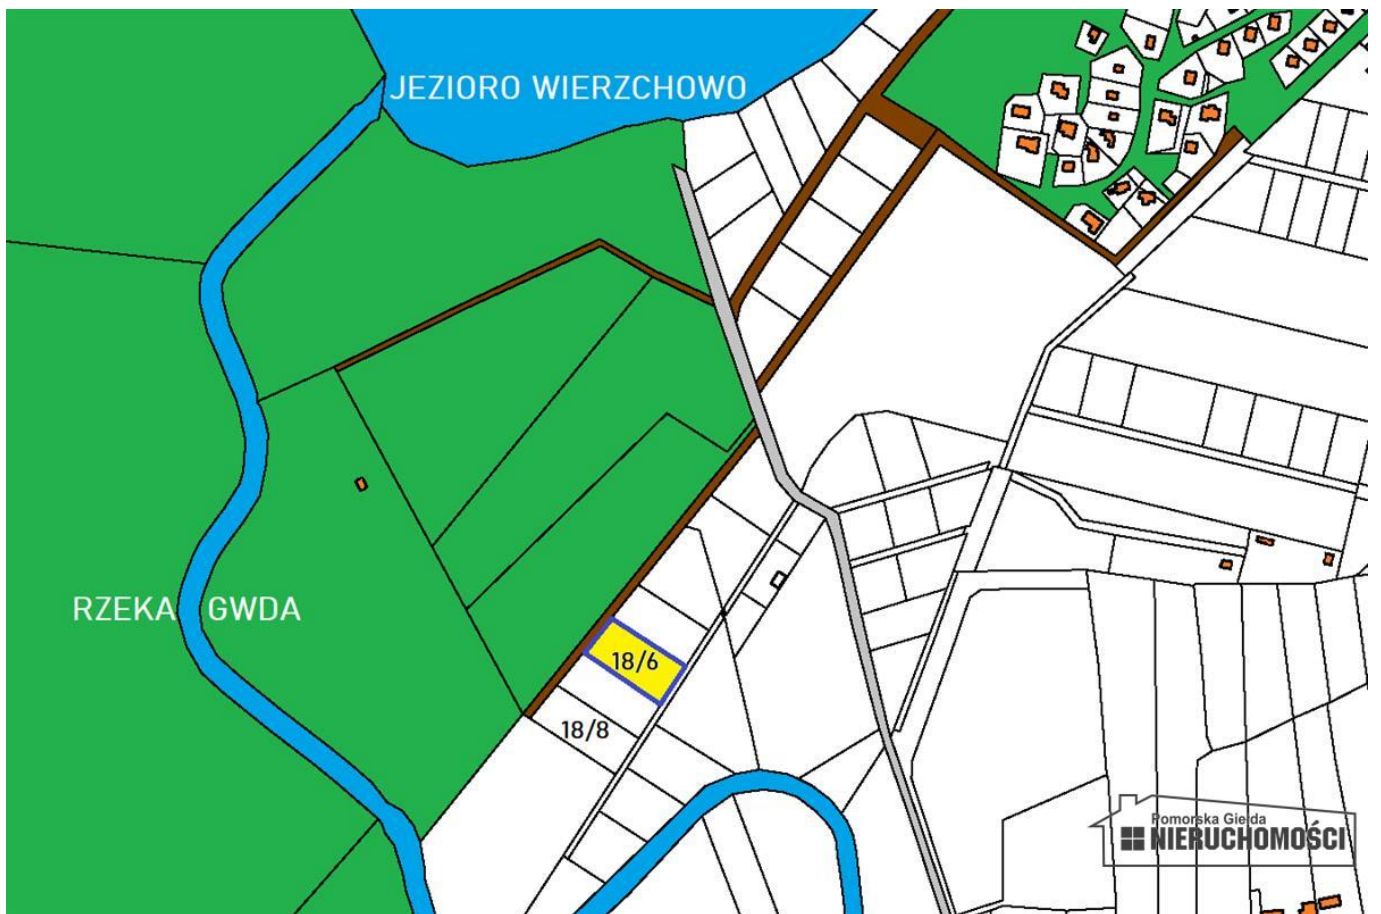 JEZIORO WIERZCHOWO
RZEKA GWDA
18/6
18/8
Pomorska Giełda
NIERUCHOMOŚCI